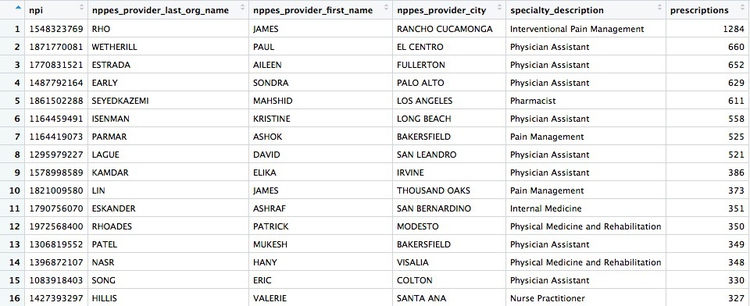 npi nppes_provider_last_org_name nppes_provider_first_name nppes_provider_city specialty_description prescriptions
1 1548323769 RHO JAMES RANCHO CUCAMONGA Interventional Pain Management 1284
2 1871770081 WETHERILL PAUL EL CENTRO Physician Assistant 660
3 1770831521 ESTRADA AILEEN FULLERTON Physician Assistant 652
4 1487792164 EARLY SONDRA PALO ALTO Physician Assistant 629
5 1861502288 SEYEDKAZEMI MAHSHID LOS ANGELES Pharmacist 611
6 1164459491 ISENMAN KRISTINE LONG BEACH Physician Assistant 558
7 1164419073 PARMAR ASHOK BAKERSFIELD Pain Management 525
8 1295979227 LAGUE DAVID SAN LEANDRO Physician Assistant 521
9 1578998589 KAMDAR ELIKA IRVINE Physician Assistant 386
10 1821009580 LIN JAMES THOUSAND OAKS Pain Management 373
11 1790756070 ESKANDER ASHRAF SAN BERNARDINO Internal Medicine 351
12 1972568400 RHOADES PATRICK MODESTO Physical Medicine and Rehabilitation 350
13 1306819552 PATEL MUKESH BAKERSFIELD Physician Assistant 349
14 1396872107 NASR HANY VISALIA Physical Medicine and Rehabilitation 348
15 1083918403 SONG ERIC COLTON Physician Assistant 330
16 1427393297 HILLIS VALERIE SANTA ANA Nurse Practitioner 327